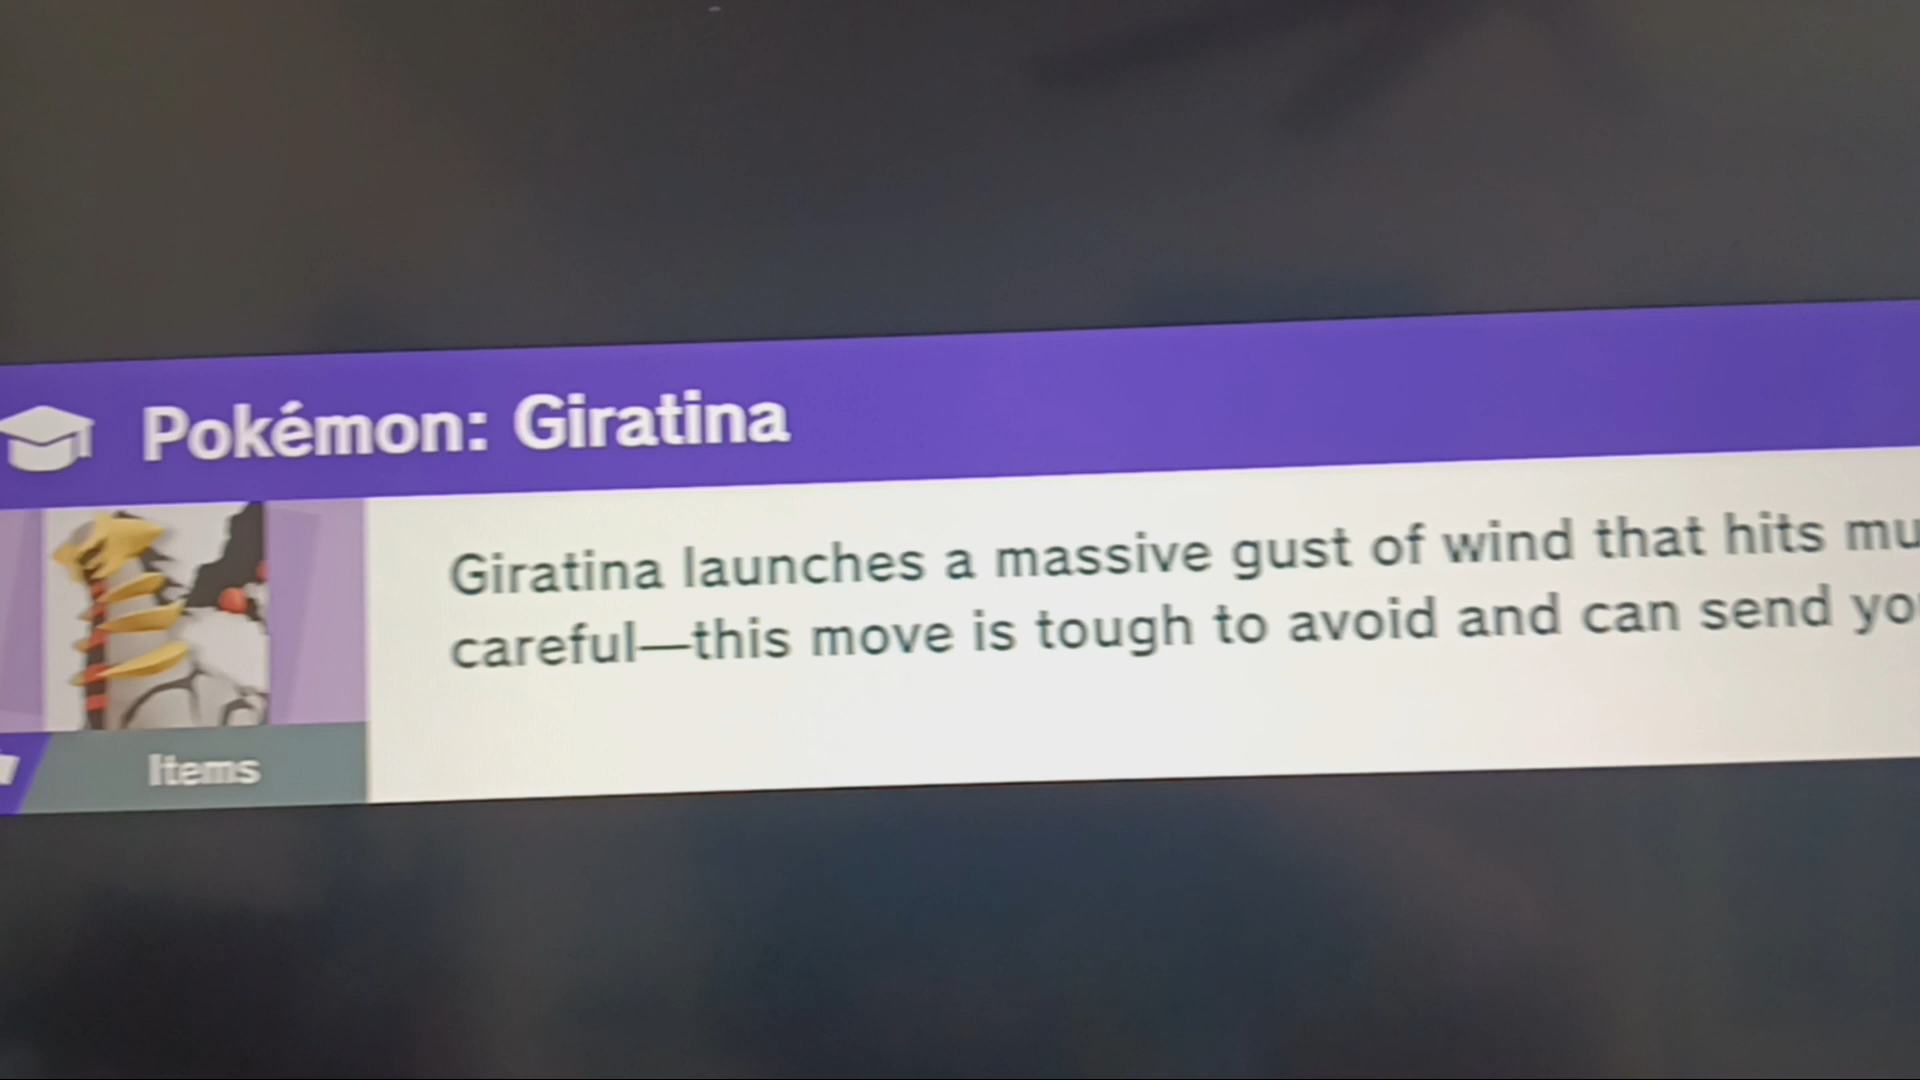 Pokémon: Giratina
Giratina launches a massive gust of wind that hits
careful—this move is tough to avoid and can send
Items